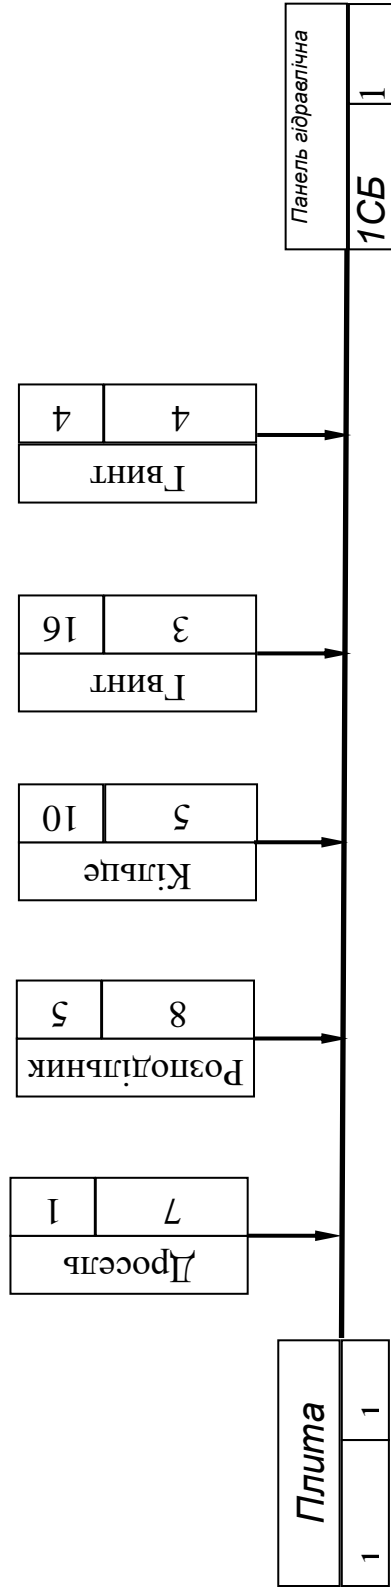 Панель гідравлічна
1СБ 1
4 4
Гвинт
16 3
Гвинт
10 5
Кільце
5 8
Розподільник
1 7
Дросель
Плита
1 1